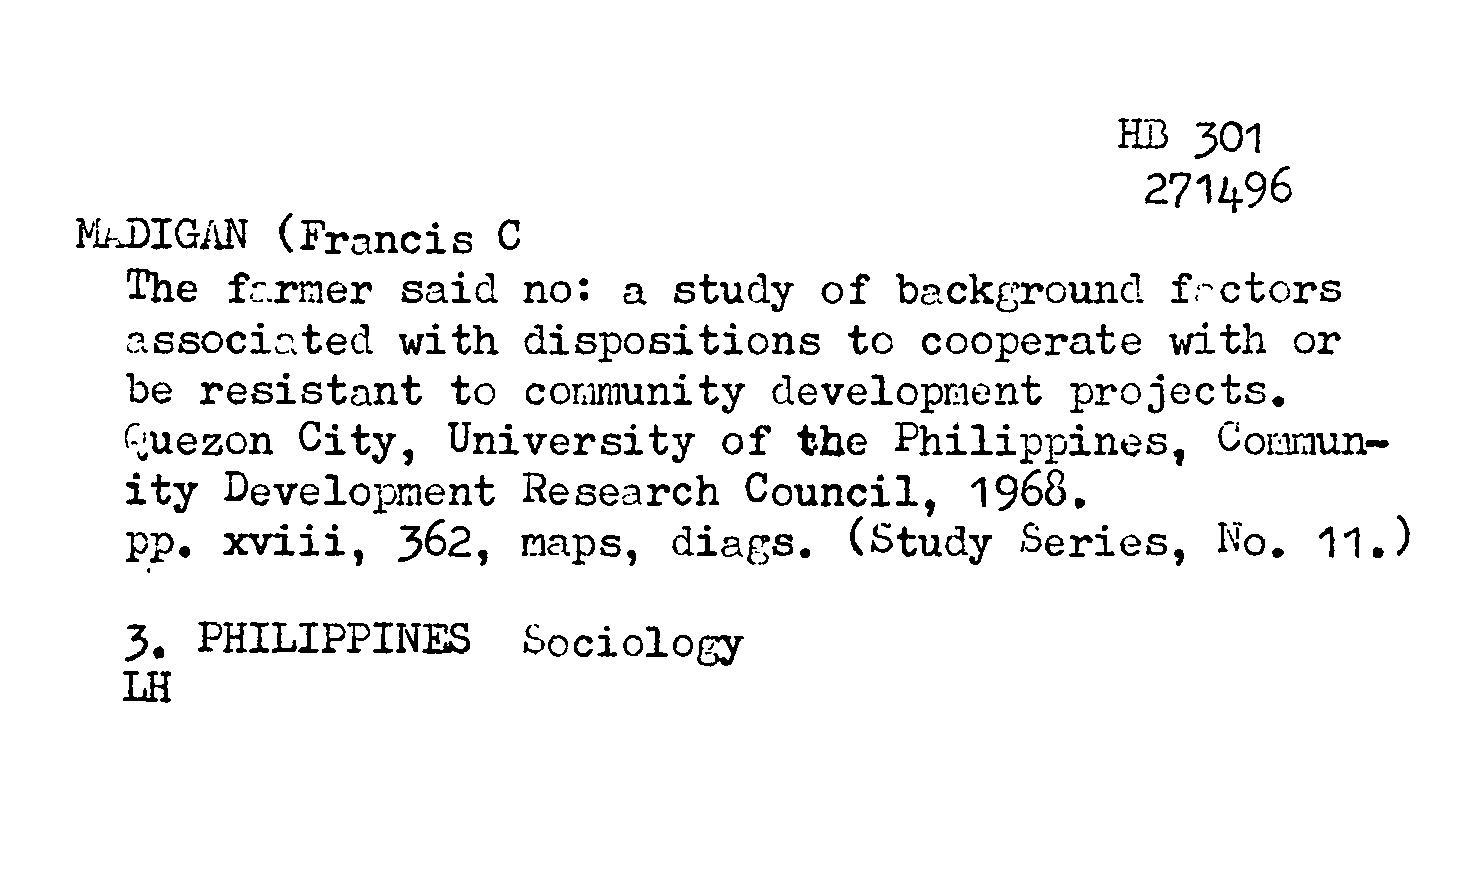 HB 301
271496
MADIGAN (Francis C
The farmer said no: a study of background factors
associated with dispositions to cooperate with or
be resistant to community development projects.
Quezon City, University of the Philippines, Commun-
ity Development Research Council, 1968.
pp. xviii, 362, maps, diags. (Study Series, No. 11.)
3. PHILIPPINES Sociology
LH